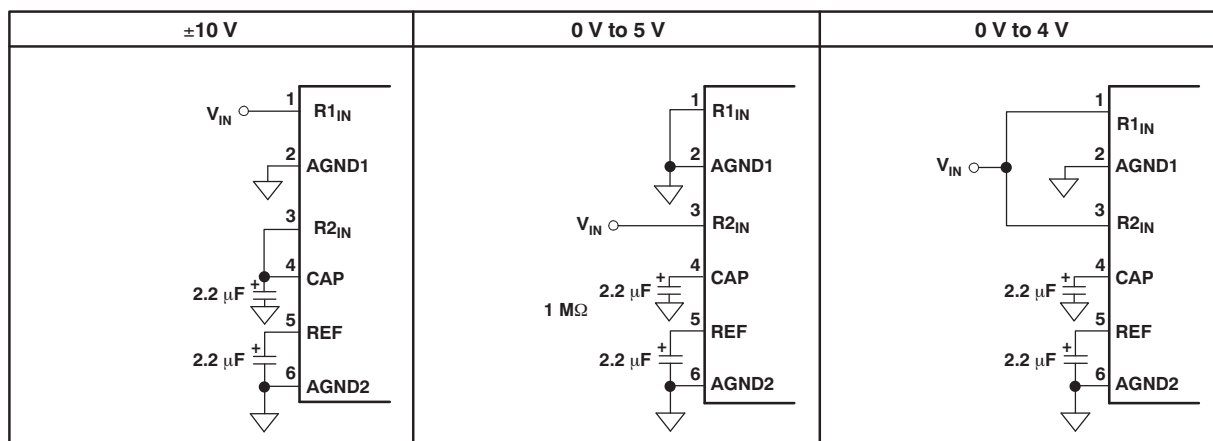 ±10 V
0 V to 5 V
0 V to 4 V
V_IN
1
R1_IN
2
AGND1
3
R2_IN
4
CAP
2.2 μF
+
5
REF
2.2 μF
+
6
AGND2
1
R1_IN
2
AGND1
V_IN
3
R2_IN
4
CAP
2.2 μF
+
1 MΩ
5
REF
2.2 μF
+
6
AGND2
1
R1_IN
V_IN
2
AGND1
3
R2_IN
4
CAP
2.2 μF
+
5
REF
2.2 μF
+
6
AGND2